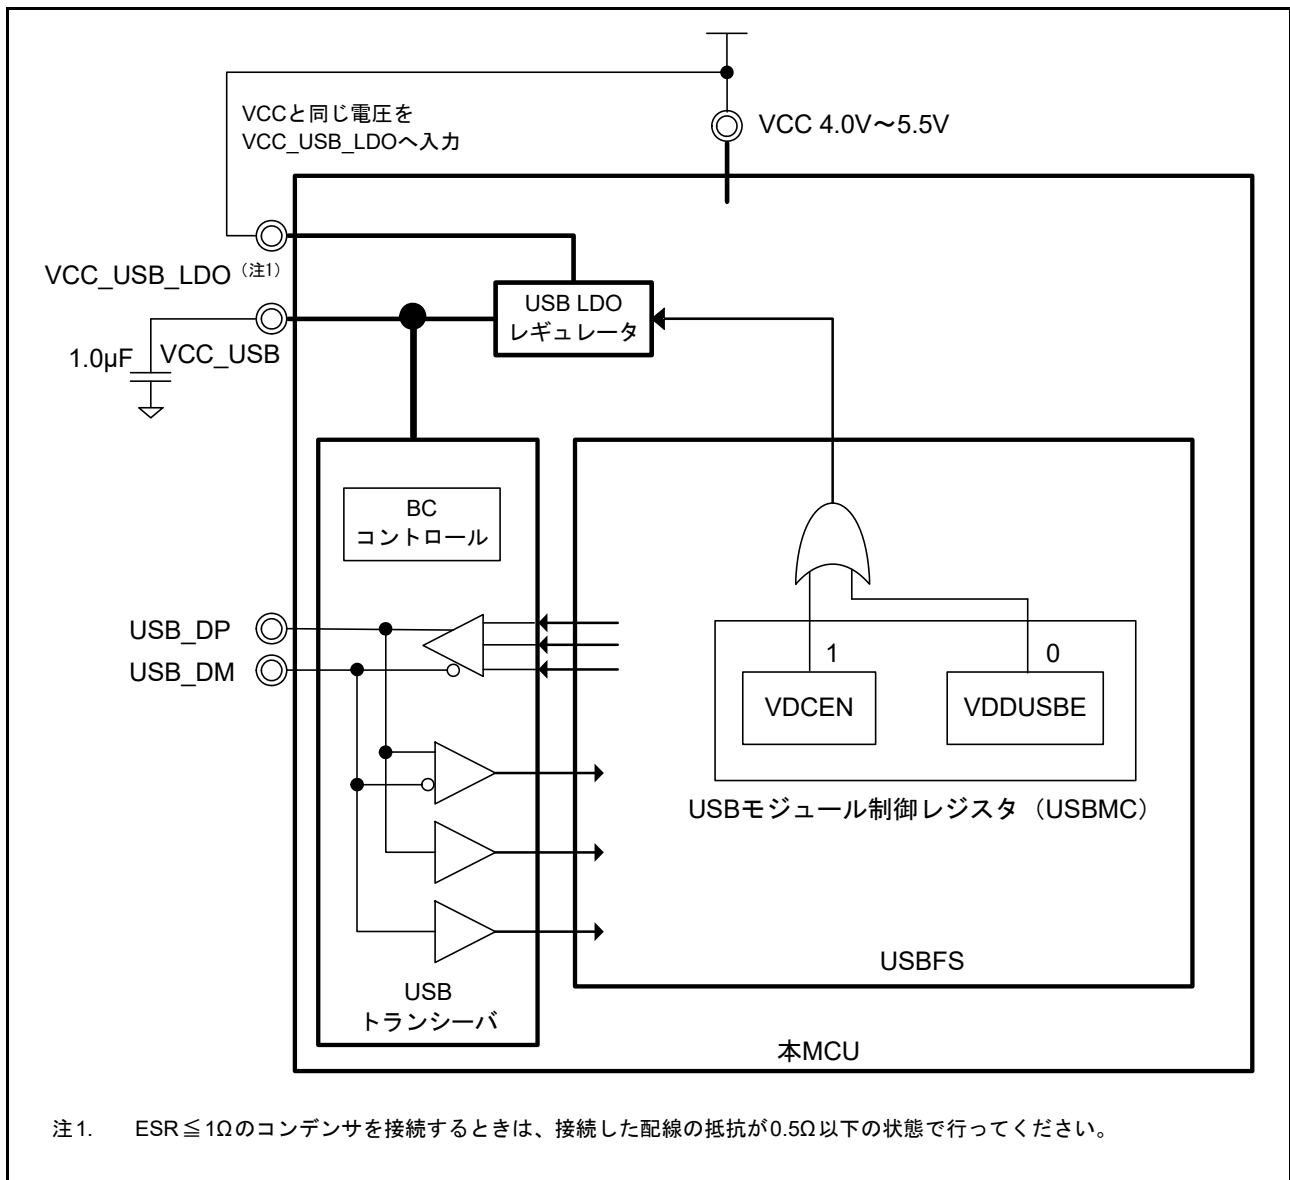 VCC 4.0V～5.5V
VCCと同じ電圧を
VCC_USB_LDOへ入力
VCC_USB_LDO（注1）
USB LDO
レギュレータ
1.0μF
VCC_USB
BC
コントロール
USB_DP
USB_DM
1
0
VDCEN
VDDUSBE
USBモジュール制御レジスタ（USBMC）
USBFS
USB
トランシーバ
本MCU
注1. ESR≦1Ωのコンデンサを接続するときは、接続した配線の抵抗が0.5Ω以下の状態で行ってください。